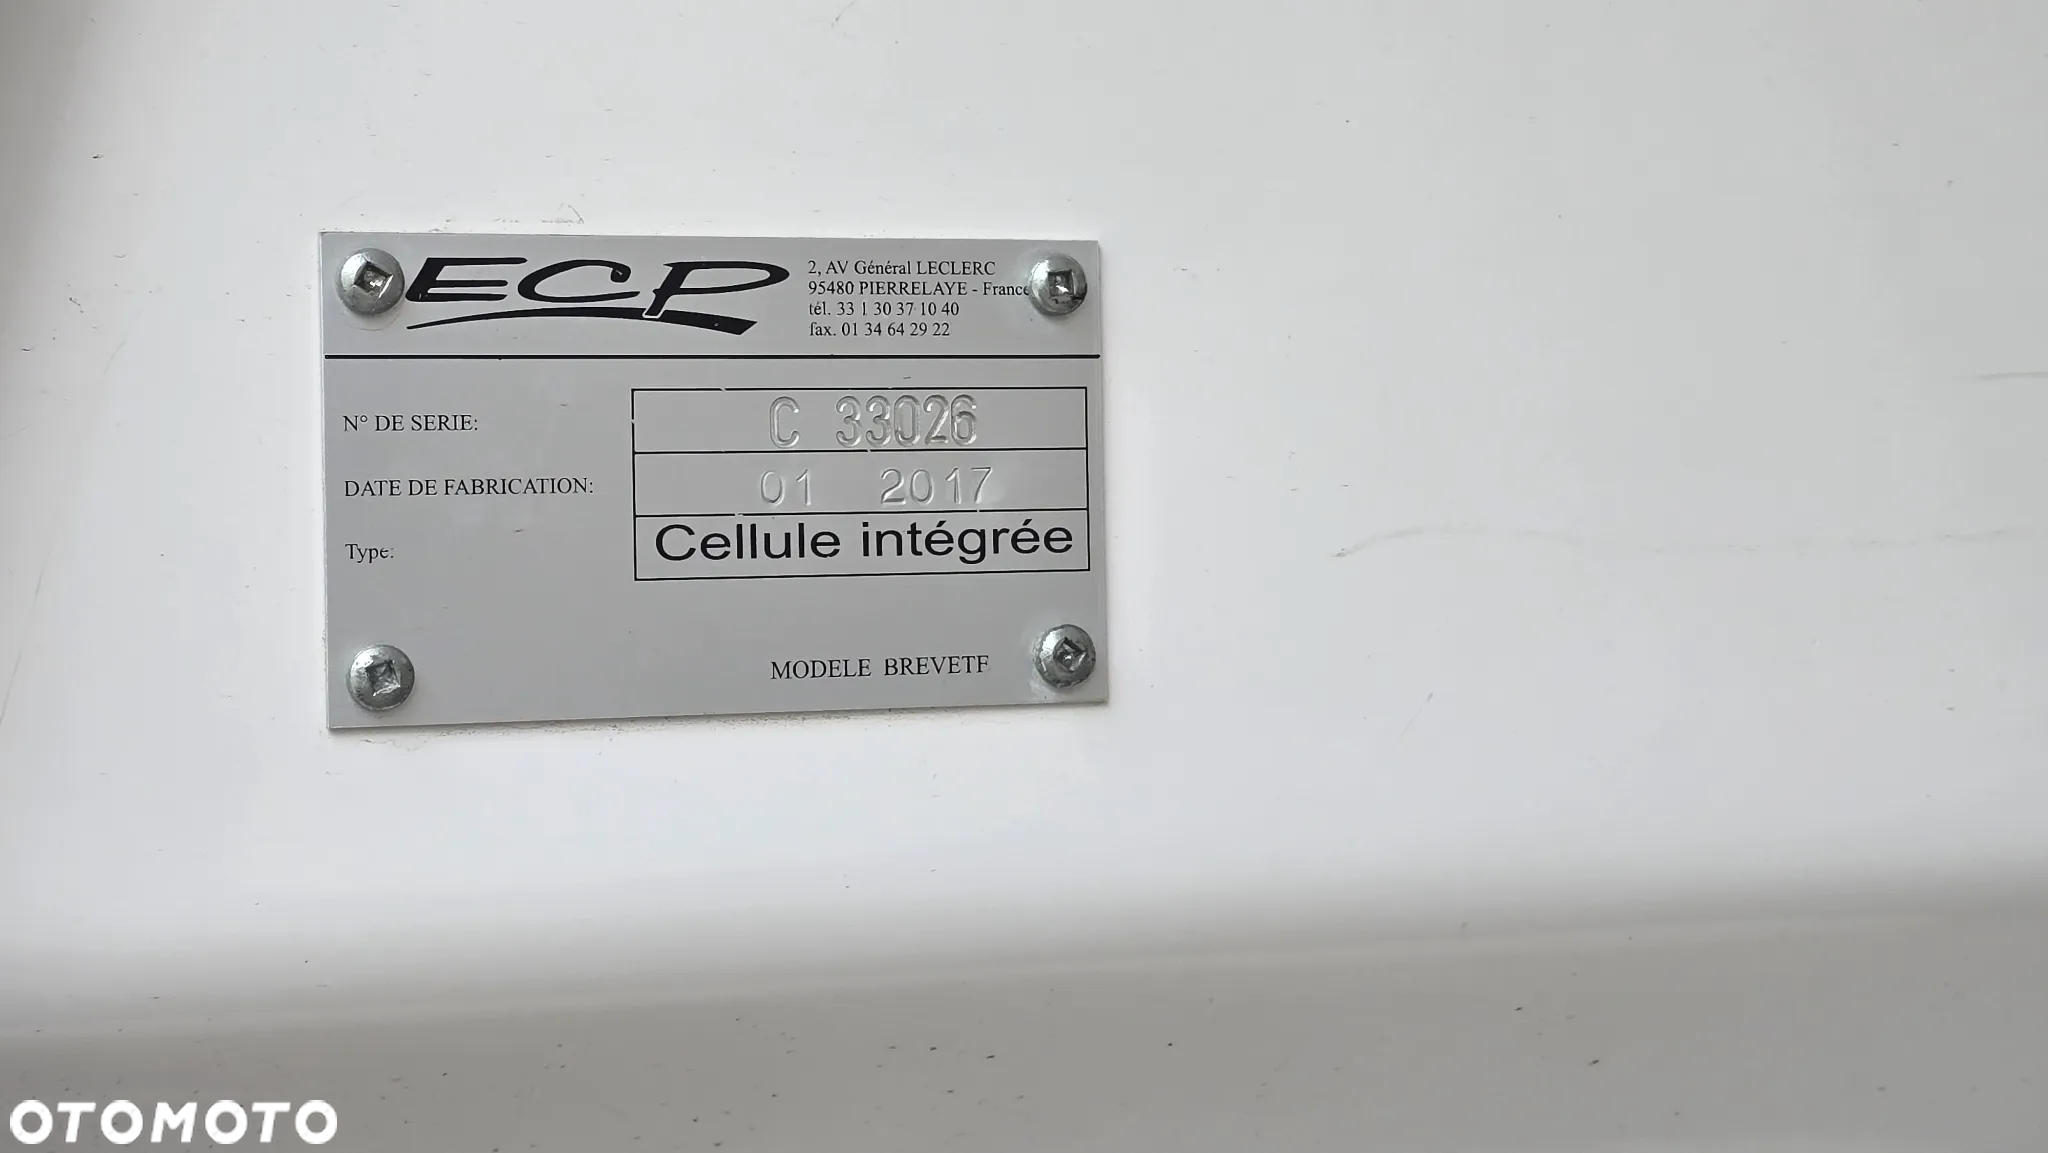 ECP
2, AV Général LECLERC
95480 PIERRELAYE - France
tél. 33 1 30 37 10 40
fax. 01 34 64 29 22
N° DE SERIE: C 33026
DATE DE FABRICATION: 01 2017
Type: Cellule intégrée
MODELE BREVETE
OTOMOTO